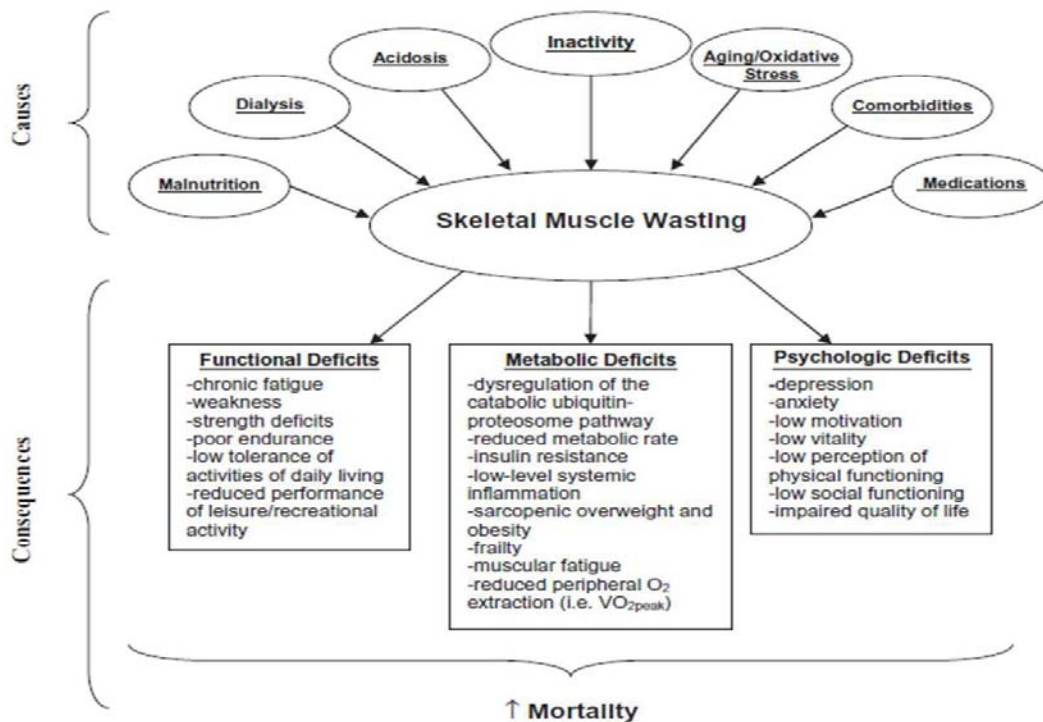 Causes
Inactivity
Acidosis
Aging/Oxidative
Stress
Dialysis
Comorbidities
Malnutrition
Medications
Skeletal Muscle Wasting
Consequences
Functional Deficits
-chronic fatigue
-weakness
-strength deficits
-poor endurance
-low tolerance of
activities of daily living
-reduced performance
of leisure/recreational
activity
Metabolic Deficits
-dysregulation of the
catabolic ubiquitin-
proteosome pathway
-reduced metabolic rate
-insulin resistance
-low-level systemic
inflammation
-sarcopenic overweight and
obesity
-frailty
-muscular fatigue
-reduced peripheral O₂
extraction (i.e. VO₂peak)
Psychologic Deficits
-depression
-anxiety
-low motivation
-low vitality
-low perception of
physical functioning
-low social functioning
-impaired quality of life
↑ Mortality